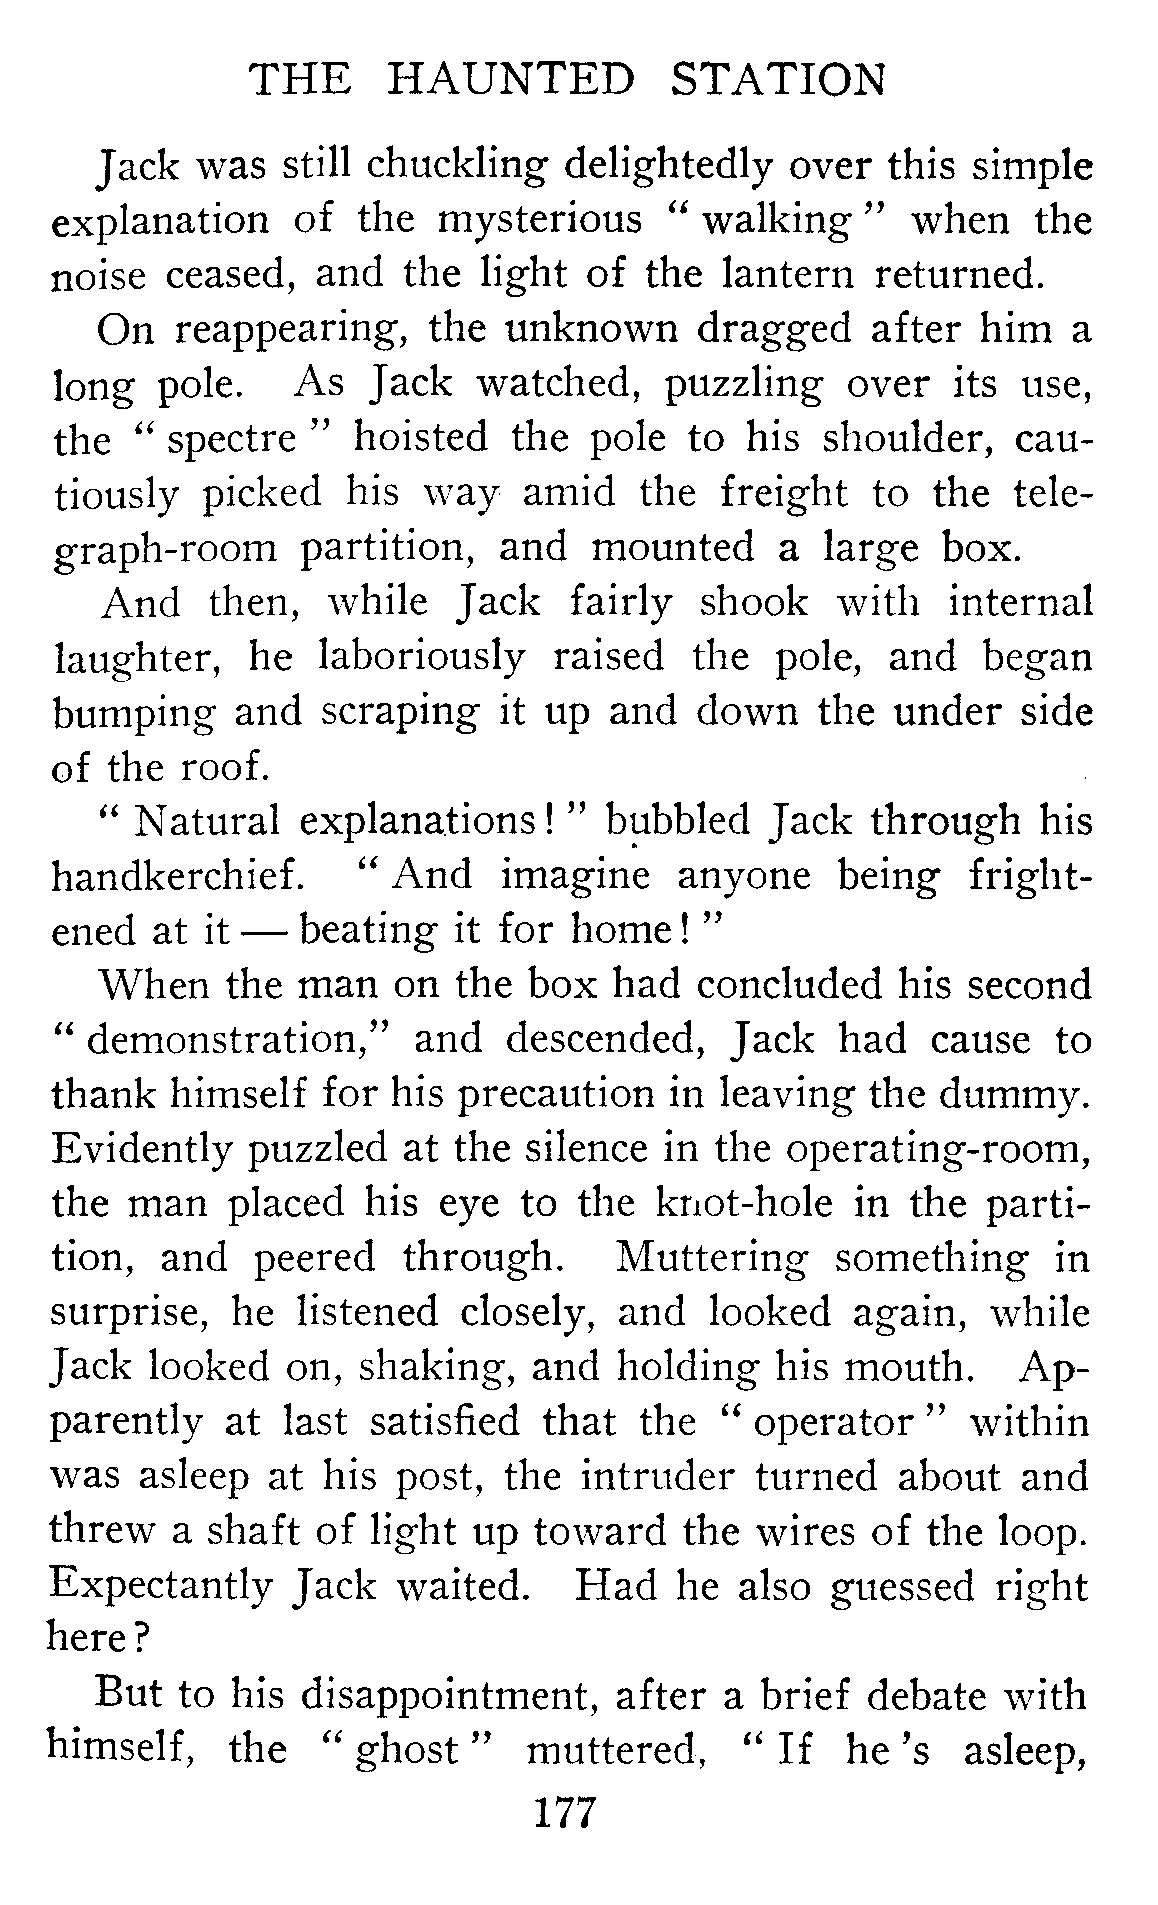 THE HAUNTED STATION
Jack was still chuckling delightedly over this simple
explanation of the mysterious " walking " when the
noise ceased, and the light of the lantern returned.
On reappearing, the unknown dragged after him a
long pole. As Jack watched, puzzling over its use,
the " spectre " hoisted the pole to his shoulder, cau-
tiously picked his way amid the freight to the tele-
graph-room partition, and mounted a large box.
And then, while Jack fairly shook with internal
laughter, he laboriously raised the pole, and began
bumping and scraping it up and down the under side
of the roof.
" Natural explanations! " bubbled Jack through his
handkerchief. " And imagine anyone being fright-
ened at it — beating it for home! "
When the man on the box had concluded his second
" demonstration," and descended, Jack had cause to
thank himself for his precaution in leaving the dummy.
Evidently puzzled at the silence in the operating-room,
the man placed his eye to the knot-hole in the parti-
tion, and peered through. Muttering something in
surprise, he listened closely, and looked again, while
Jack looked on, shaking, and holding his mouth. Ap-
parently at last satisfied that the " operator " within
was asleep at his post, the intruder turned about and
threw a shaft of light up toward the wires of the loop.
Expectantly Jack waited. Had he also guessed right
here?
But to his disappointment, after a brief debate with
himself, the " ghost " muttered, " If he 's asleep,
177